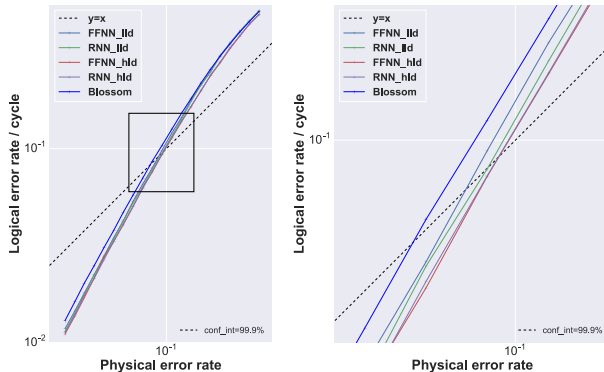 y=x
FFNN_lld
RNN_lld
FFNN_hld
RNN_hld
Blossom
10⁻¹
10⁻²
10⁻¹
Logical error rate / cycle
Physical error rate
conf_int=99.9%
y=x
FFNN_lld
RNN_lld
FFNN_hld
RNN_hld
Blossom
10⁻¹
10⁻¹
Logical error rate / cycle
Physical error rate
conf_int=99.9%